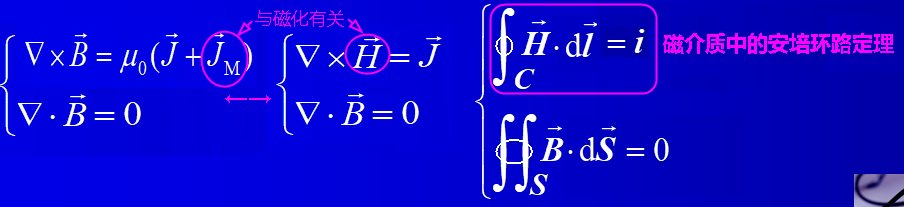 与磁化有关
∇×B⃗ = μ₀(J⃗ + J⃗_M)
∇·B⃗ = 0
∇×H⃗ = J⃗
∇·B⃗ = 0
∮_C H⃗·dl⃗ = i
磁介质中的安培环路定理
∯_S B⃗·dS⃗ = 0